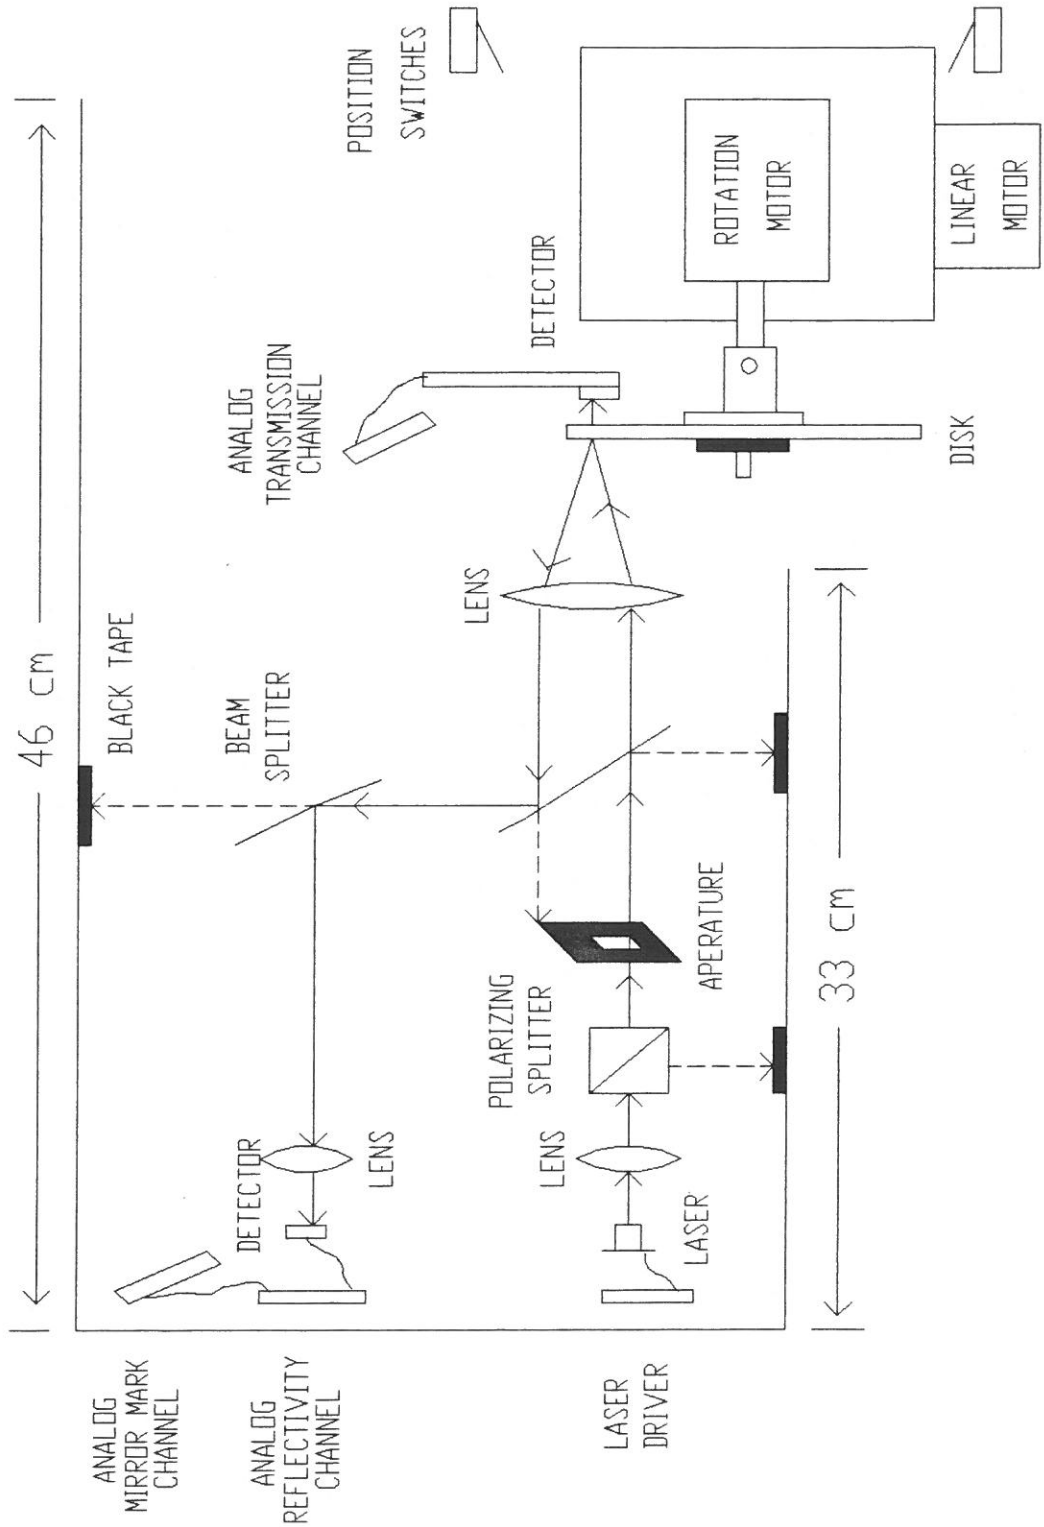 46 cm
BLACK TAPE
POSITION
SWITCHES
ANALOG
TRANSMISSION
CHANNEL
DETECTOR
ROTATION
MOTOR
LINEAR
MOTOR
BEAM
SPLITTER
LENS
DISK
DETECTOR
LENS
POLARIZING
SPLITTER
APERATURE
LENS
LASER
33 cm
ANALOG
MIRROR MARK
CHANNEL
ANALOG
REFLECTIVITY
CHANNEL
LASER
DRIVER